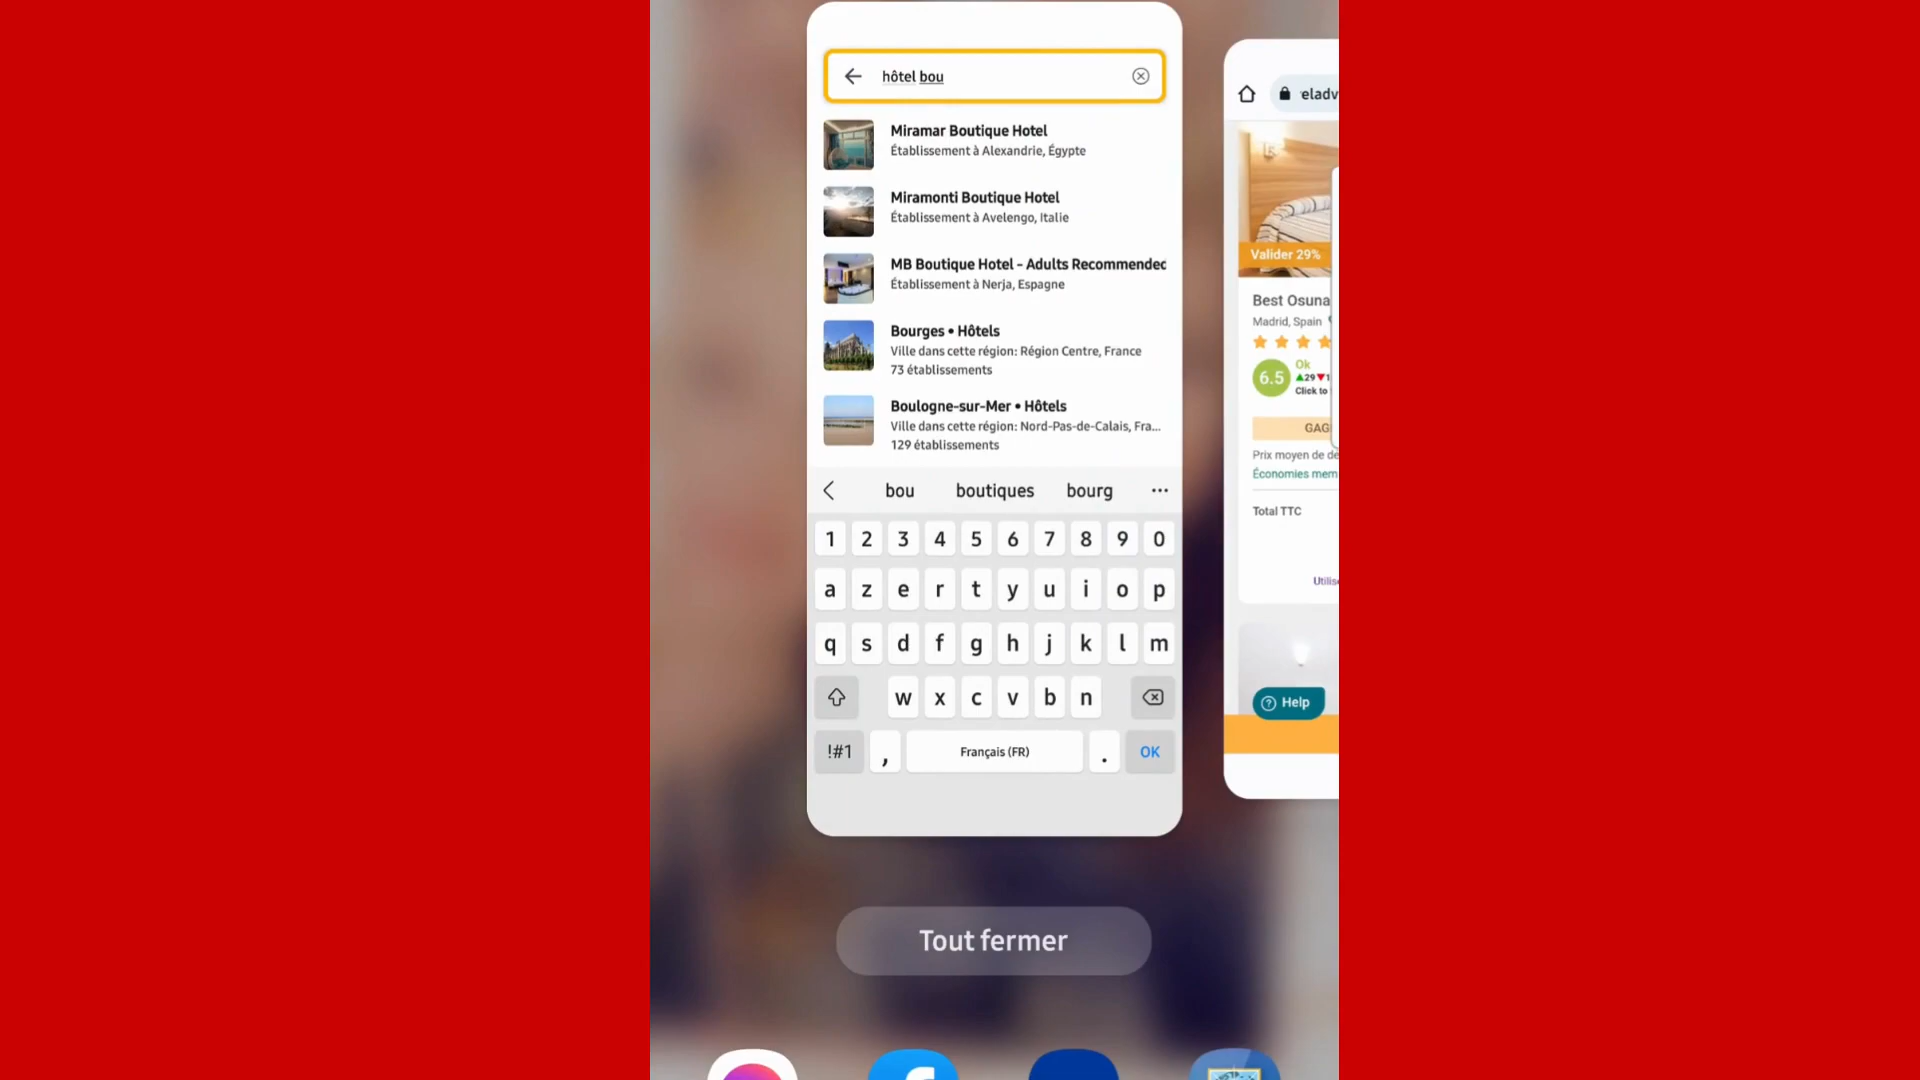 hôtel bou
Miramar Boutique Hotel
Établissement à Alexandrie, Égypte
Miramonti Boutique Hotel
Établissement à Avelengo, Italie
MB Boutique Hotel - Adults Recommended
Établissement à Nerja, Espagne
Bourges • Hôtels
Ville dans cette région: Région Centre, France
73 établissements
Boulogne-sur-Mer • Hôtels
Ville dans cette région: Nord-Pas-de-Calais, Fra...
129 établissements
bou boutiques bourg ...
1 2 3 4 5 6 7 8 9 0
a z e r t y u i o p
q s d f g h j k l m
w x c v b n
!#1 , Français (FR) . OK
Tout fermer
eladv
Valider 29%
Best Osuna
Madrid, Spain
6.5
Ok
▲29 ▼1
Click to
GAG
Prix moyen de dé
Économies mem
Total TTC
Utilis
Help